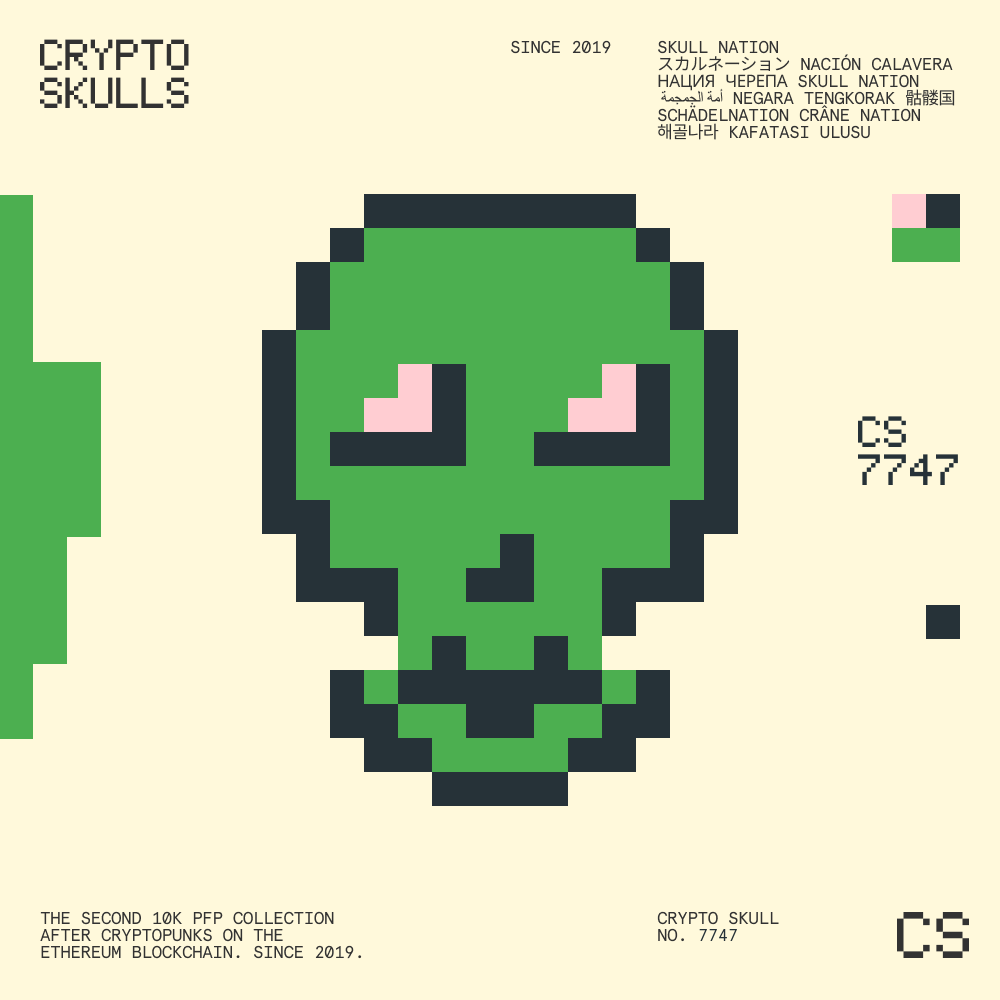 CRYPTO
SKULLS
SINCE 2019
SKULL NATION
スカルネーション NACIÓN CALAVERA
НАЦИЯ ЧЕРЕПА SKULL NATION
أمة الجمجمة NEGARA TENGKORAK 骷髅国
SCHÄDELNATION CRÂNE NATION
해골나라 KAFATASI ULUSU
CS
7747
THE SECOND 10K PFP COLLECTION
AFTER CRYPTOPUNKS ON THE
ETHEREUM BLOCKCHAIN. SINCE 2019.
CRYPTO SKULL
NO. 7747
CS